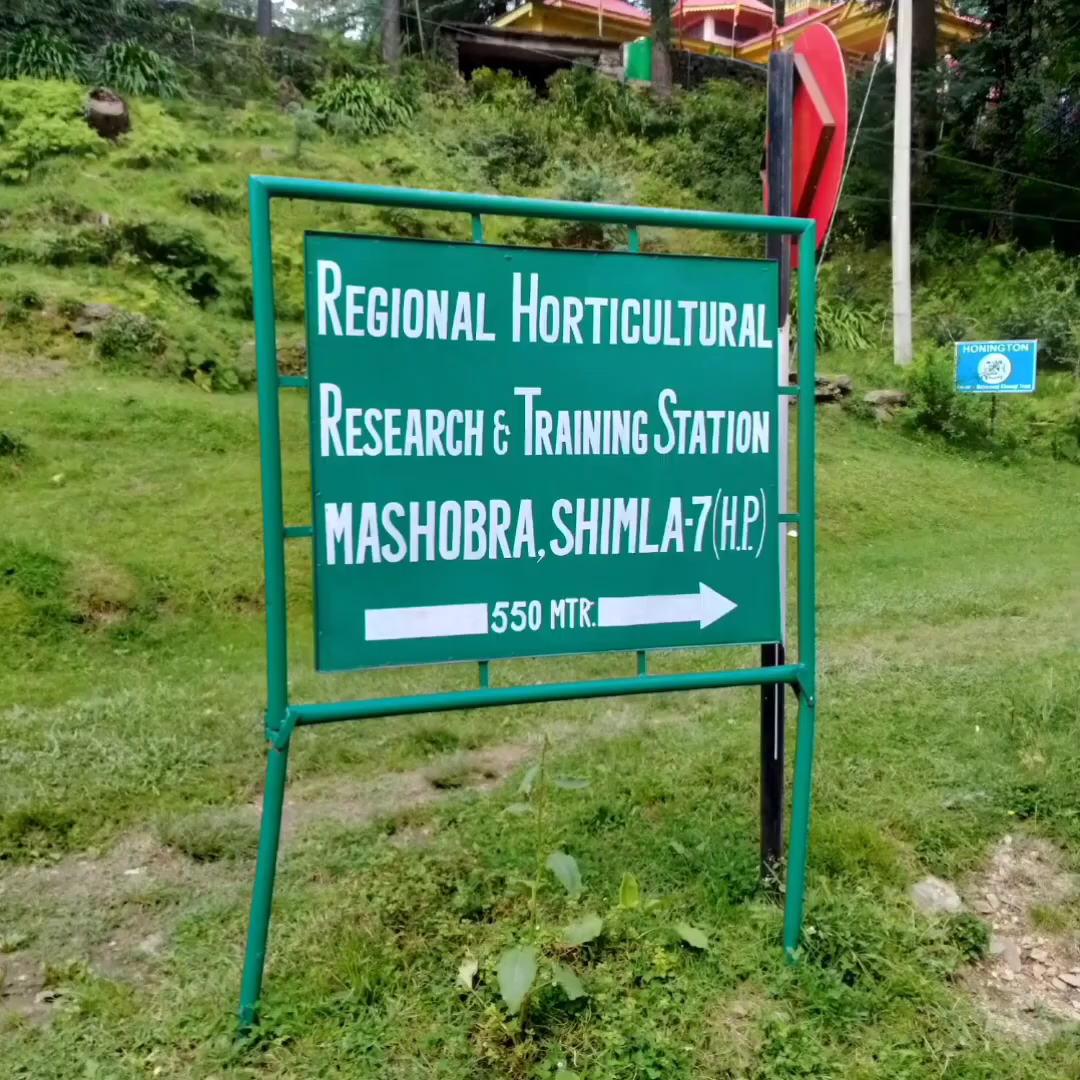 REGIONAL HORTICULTURAL
RESEARCH & TRAINING STATION
MASHOBRA, SHIMLA-7(H.P.)
550 MTR.
HONINGTON